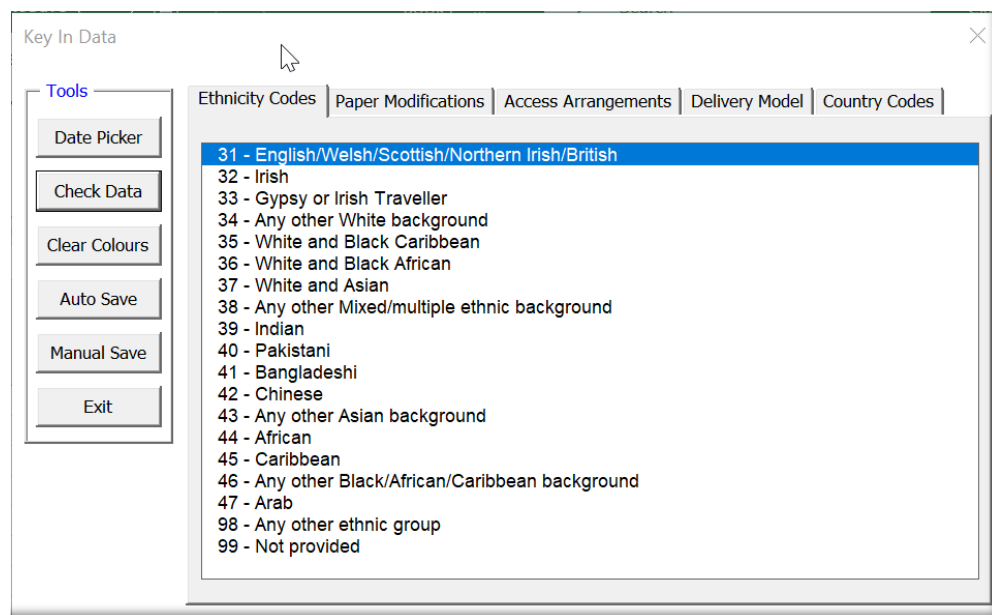 Key In Data
Tools
Date Picker
Check Data
Clear Colours
Auto Save
Manual Save
Exit
Ethnicity Codes Paper Modifications Access Arrangements Delivery Model Country Codes
31 - English/Welsh/Scottish/Northern Irish/British
32 - Irish
33 - Gypsy or Irish Traveller
34 - Any other White background
35 - White and Black Caribbean
36 - White and Black African
37 - White and Asian
38 - Any other Mixed/multiple ethnic background
39 - Indian
40 - Pakistani
41 - Bangladeshi
42 - Chinese
43 - Any other Asian background
44 - African
45 - Caribbean
46 - Any other Black/African/Caribbean background
47 - Arab
98 - Any other ethnic group
99 - Not provided